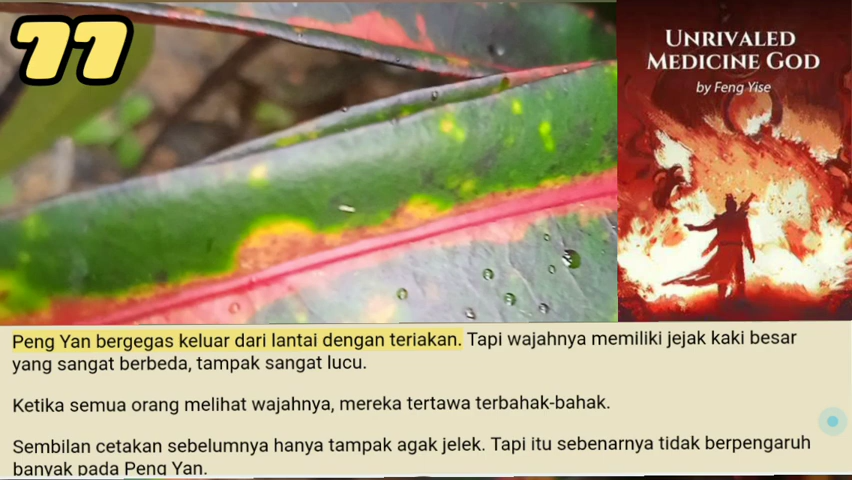 77
UNRIVALED
MEDICINE GOD
by Feng Yise
Peng Yan bergegas keluar dari lantai dengan teriakan. Tapi wajahnya memiliki jejak kaki besar
yang sangat berbeda, tampak sangat lucu.
Ketika semua orang melihat wajahnya, mereka tertawa terbahak-bahak.
Sembilan cetakan sebelumnya hanya tampak agak jelek. Tapi itu sebenarnya tidak berpengaruh
banyak pada Peng Yan.